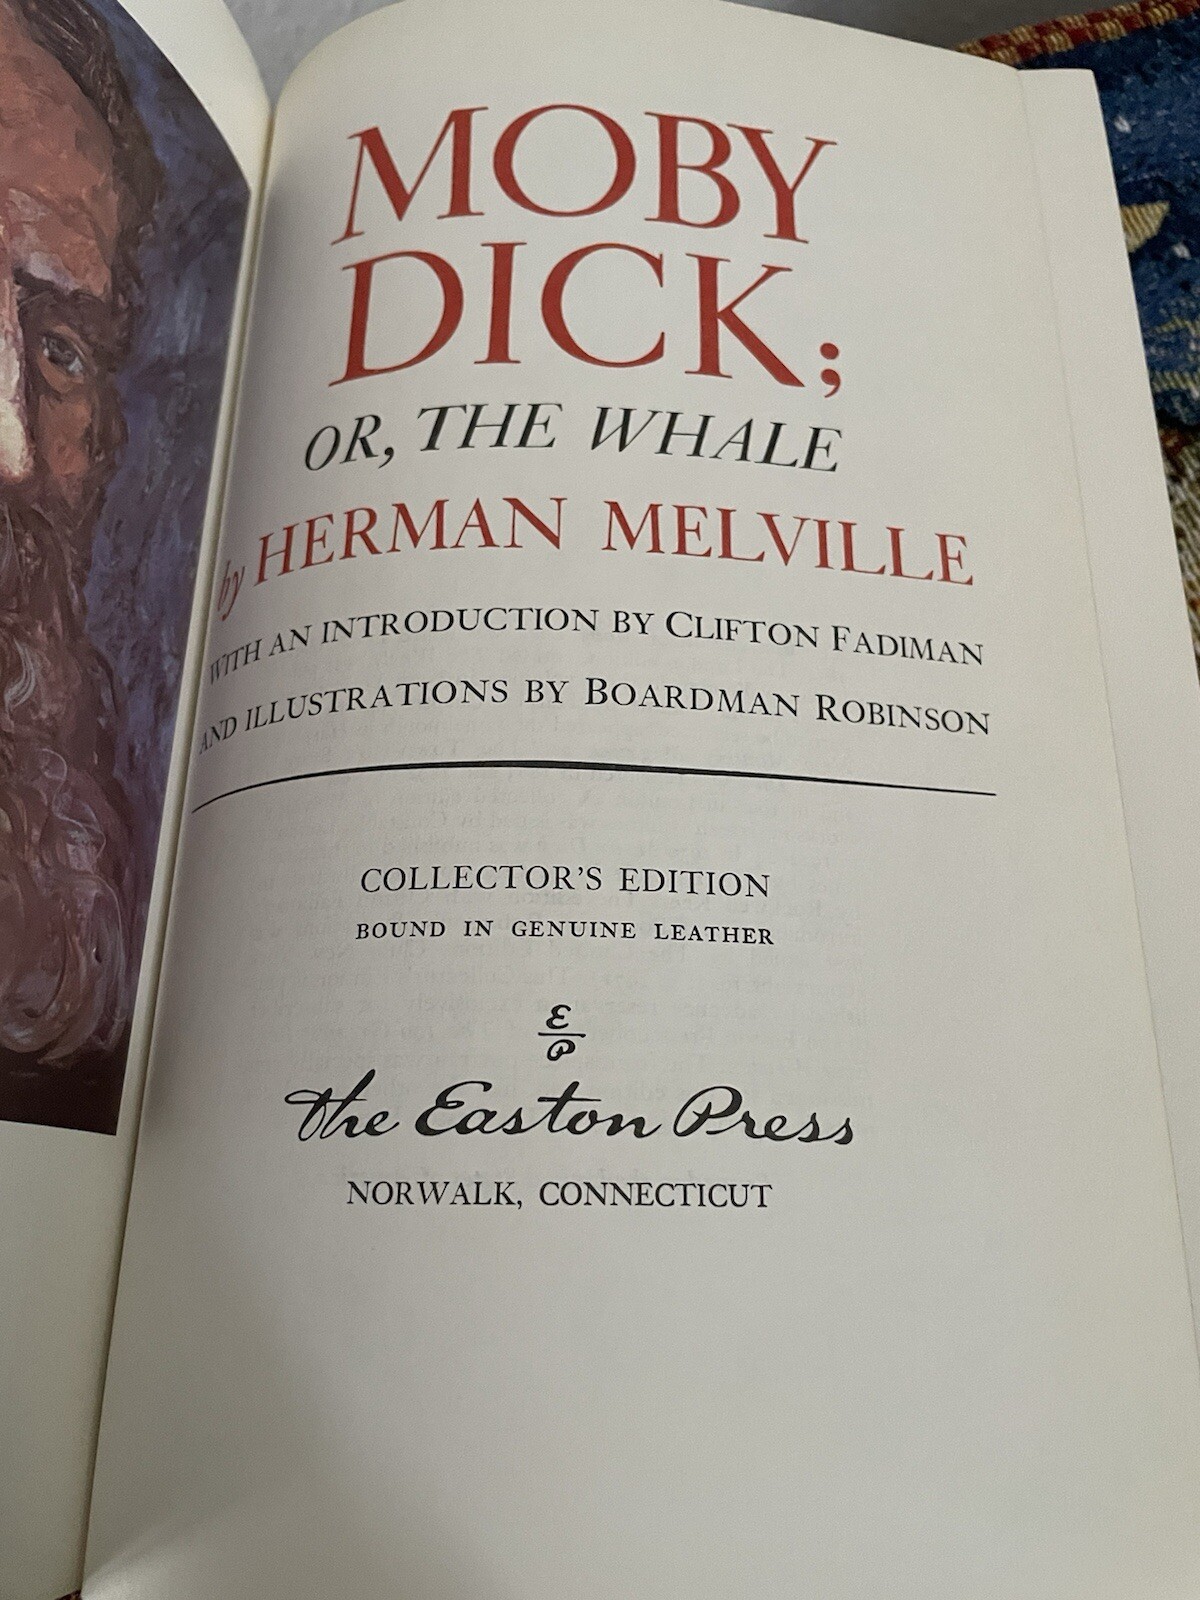 MOBY
DICK;
OR, THE WHALE
by HERMAN MELVILLE
WITH AN INTRODUCTION BY CLIFTON FADIMAN
AND ILLUSTRATIONS BY BOARDMAN ROBINSON
COLLECTOR'S EDITION
BOUND IN GENUINE LEATHER
E
P
The Easton Press
NORWALK, CONNECTICUT